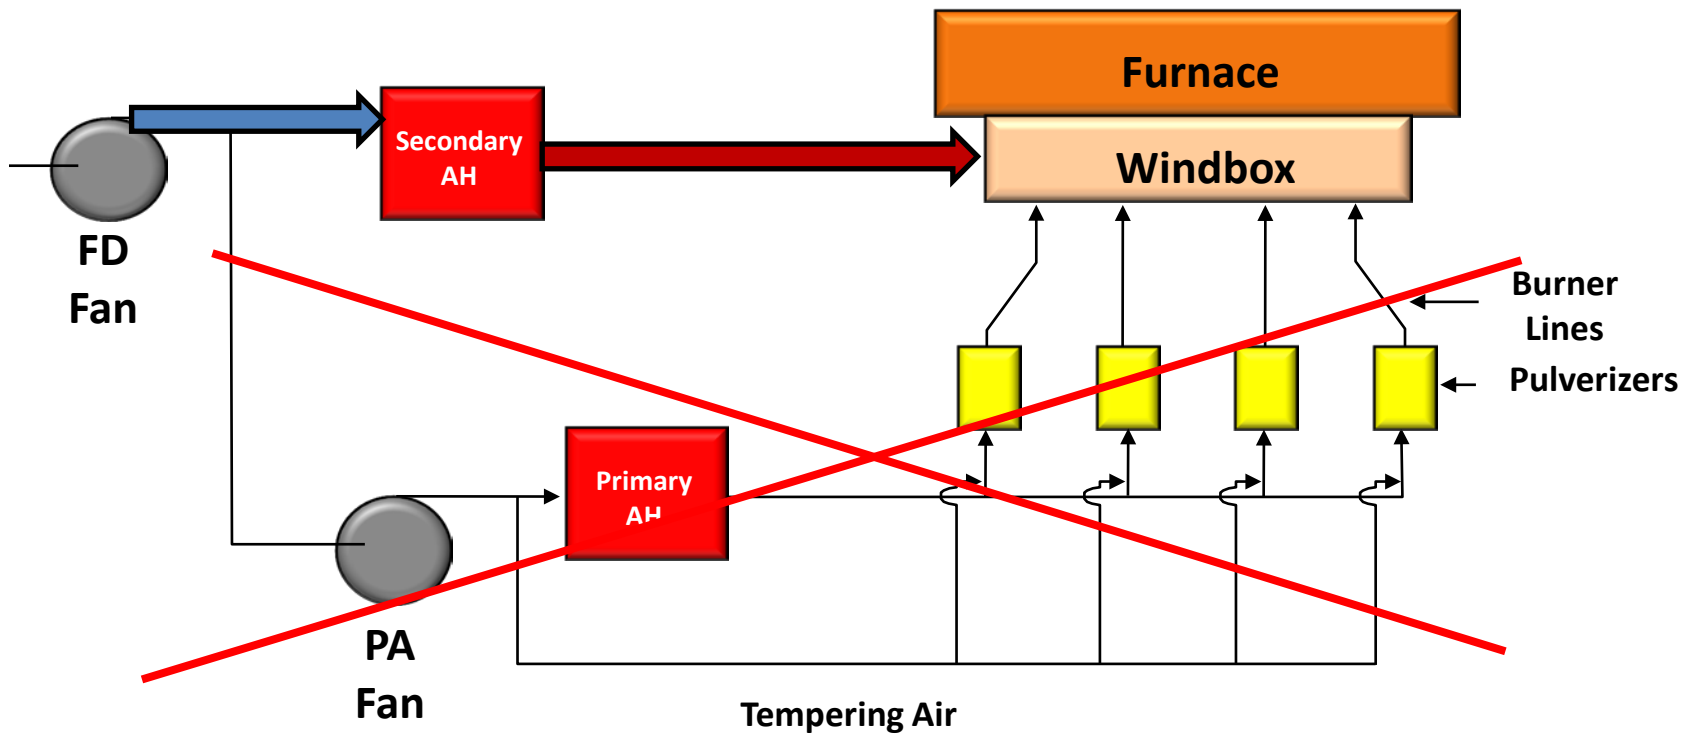 Furnace
Secondary
AH
Windbox
FD
Fan
Burner
Lines
Pulverizers
Primary
AH
PA
Fan
Tempering Air